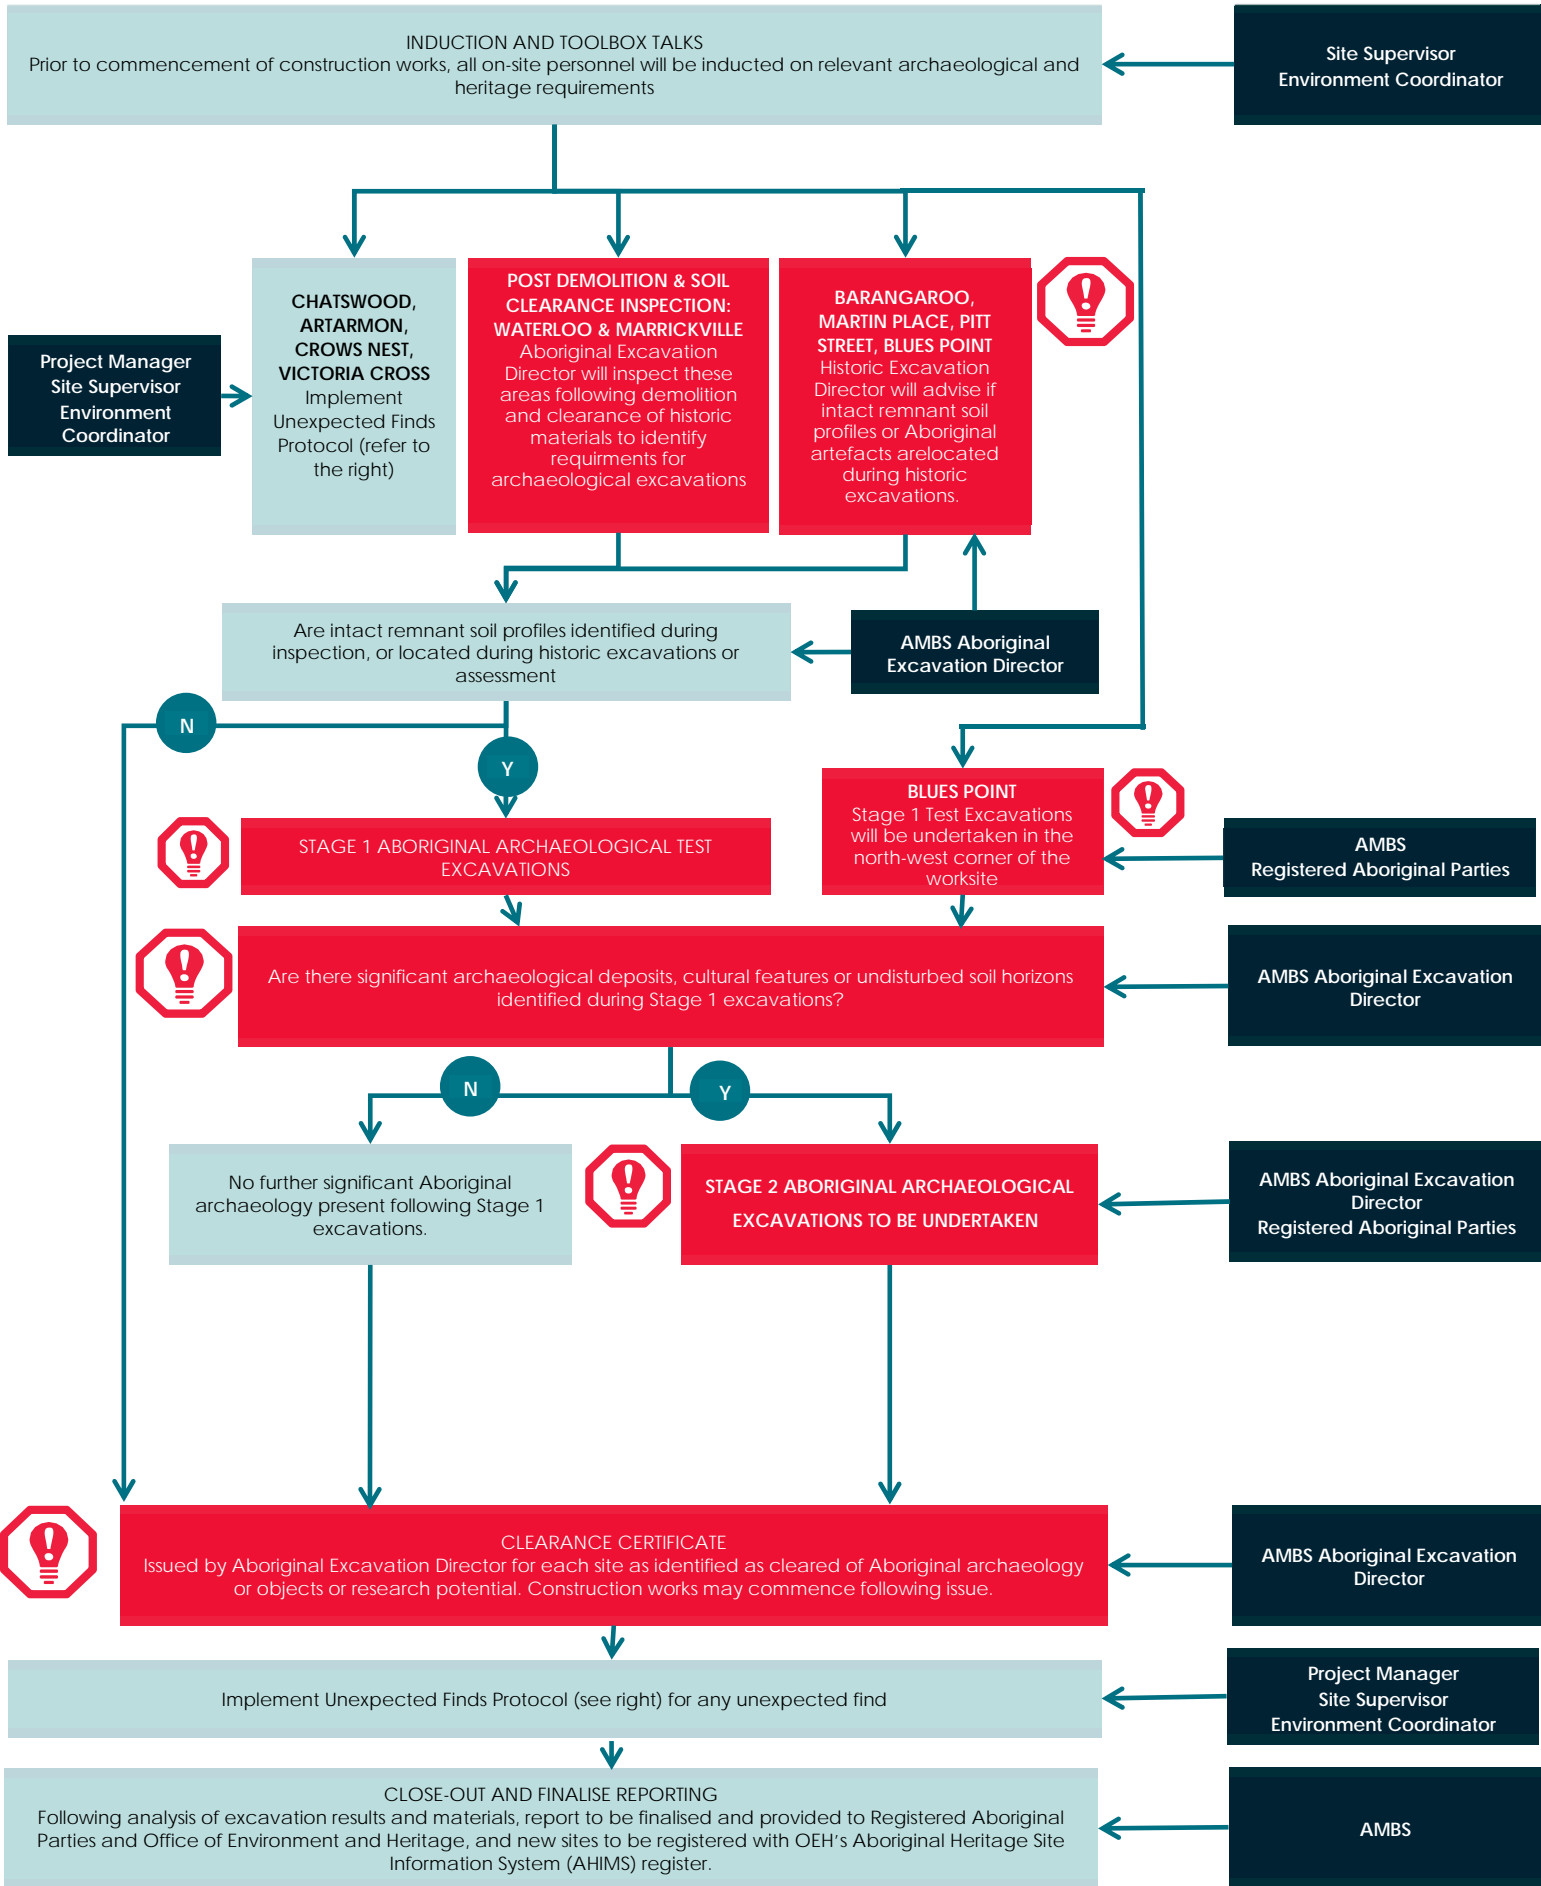 INDUCTION AND TOOLBOX TALKS
Prior to commencement of construction works, all on-site personnel will be inducted on relevant archaeological and
heritage requirements
Site Supervisor
Environment Coordinator
Project Manager
Site Supervisor
Environment
Coordinator
CHATSWOOD,
ARTARMON,
CROWS NEST,
VICTORIA CROSS
Implement
Unexpected Finds
Protocol (refer to
the right)
POST DEMOLITION & SOIL
CLEARANCE INSPECTION:
WATERLOO & MARRICKVILLE
Aboriginal Excavation
Director will inspect these
areas following demolition
and clearance of historic
materials to identify
requirments for
archaeological excavations
BARANGAROO,
MARTIN PLACE, PITT
STREET, BLUES POINT
Historic Excavation
Director will advise if
intact remnant soil
profiles or Aboriginal
artefacts arelocated
during historic
excavations.
Are intact remnant soil profiles identified during
inspection, or located during historic excavations or
assessment
AMBS Aboriginal
Excavation Director
N
Y
STAGE 1 ABORIGINAL ARCHAEOLOGICAL TEST
EXCAVATIONS
BLUES POINT
Stage 1 Test Excavations
will be undertaken in the
north-west corner of the
worksite
AMBS
Registered Aboriginal Parties
Are there significant archaeological deposits, cultural features or undisturbed soil horizons
identified during Stage 1 excavations?
AMBS Aboriginal Excavation
Director
N
Y
No further significant Aboriginal
archaeology present following Stage 1
excavations.
STAGE 2 ABORIGINAL ARCHAEOLOGICAL
EXCAVATIONS TO BE UNDERTAKEN
AMBS Aboriginal Excavation
Director
Registered Aboriginal Parties
CLEARANCE CERTIFICATE
Issued by Aboriginal Excavation Director for each site as identified as cleared of Aboriginal archaeology
or objects or research potential. Construction works may commence following issue.
AMBS Aboriginal Excavation
Director
Implement Unexpected Finds Protocol (see right) for any unexpected find
Project Manager
Site Supervisor
Environment Coordinator
CLOSE-OUT AND FINALISE REPORTING
Following analysis of excavation results and materials, report to be finalised and provided to Registered Aboriginal
Parties and Office of Environment and Heritage, and new sites to be registered with OEH's Aboriginal Heritage Site
Information System (AHIMS) register.
AMBS